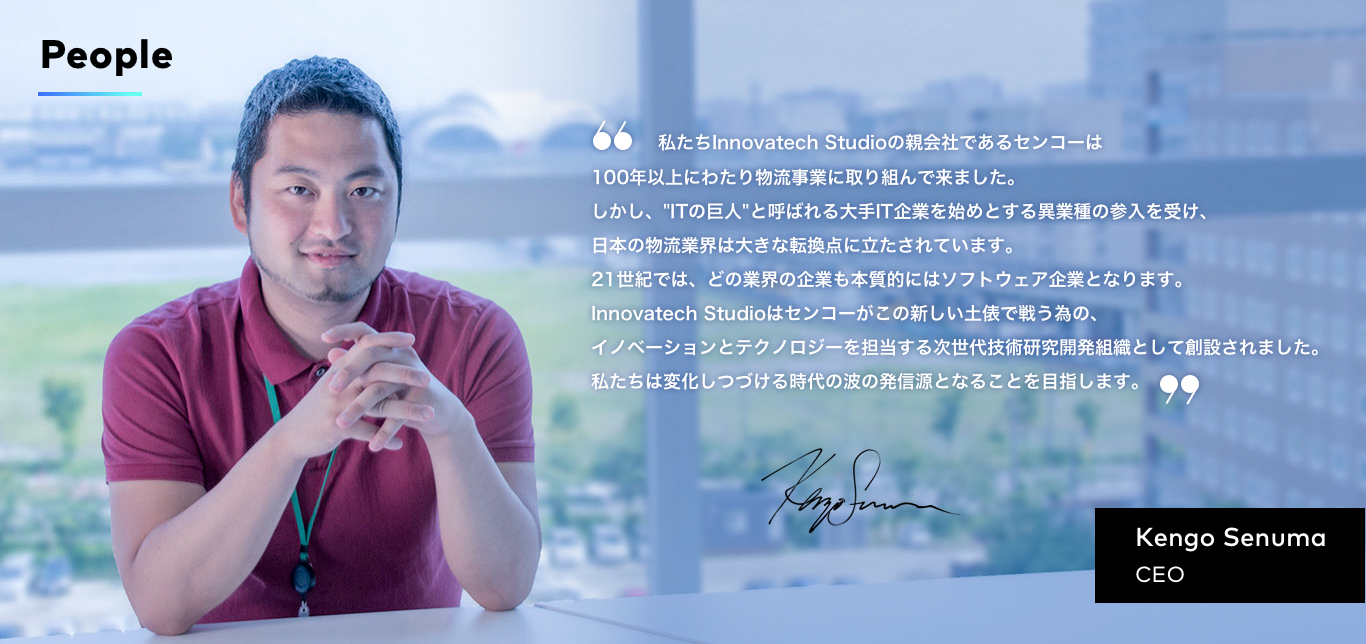 People
“ 私たちInnovatech Studioの親会社であるセンコーは
100年以上にわたり物流事業に取り組んで来ました。
しかし、"ITの巨人"と呼ばれる大手IT企業を始めとする異業種の参入を受け、
日本の物流業界は大きな転換点に立たされています。
21世紀では、どの業界の企業も本質的にはソフトウェア企業となります。
Innovatech Studioはセンコーがこの新しい土俵で戦う為の、
イノベーションとテクノロジーを担当する次世代技術研究開発組織として創設されました。
私たちは変化しつづける時代の波の発信源となることを目指します。 ”
Kengo Senuma
Kengo Senuma
CEO